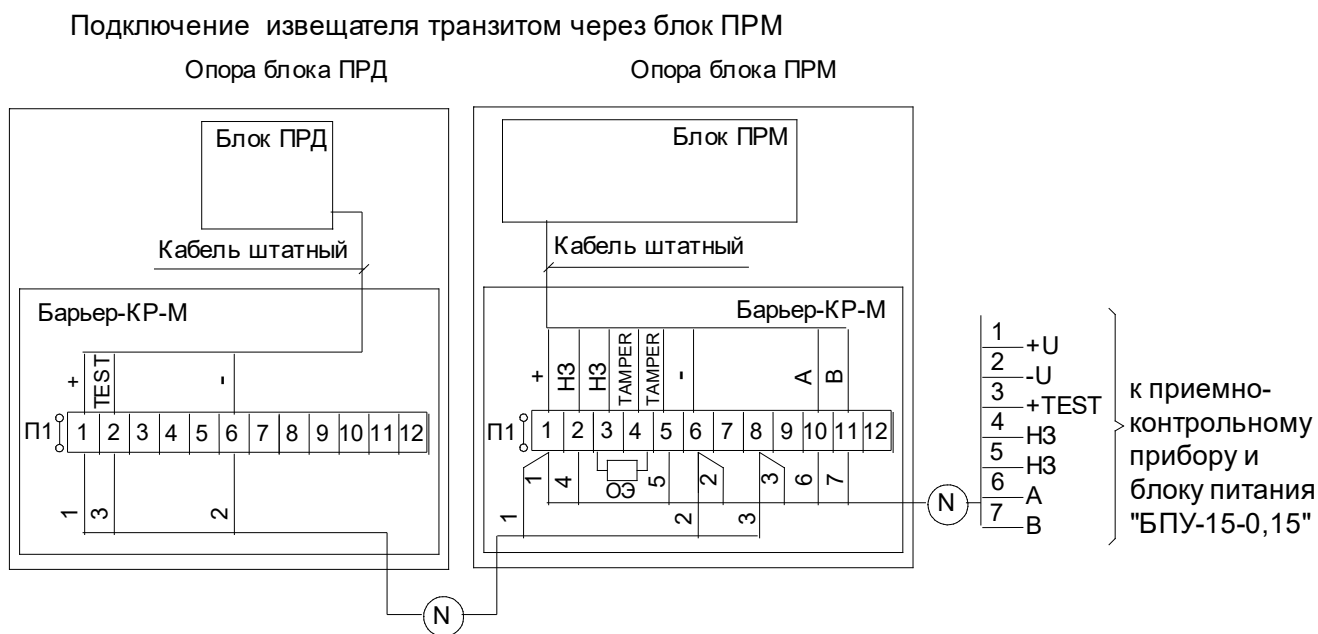 Подключение извещателя транзитом через блок ПРМ
Опора блока ПРД
Опора блока ПРМ
Блок ПРД
Блок ПРМ
Кабель штатный
Кабель штатный
Барьер-КР-М
Барьер-КР-М
+ TEST -
+ НЗ НЗ TAMPER TAMPER - A B
П1 1 2 3 4 5 6 7 8 9 10 11 12
П1 1 2 3 4 5 6 7 8 9 10 11 12
1 3 2
1 4 ОЭ 5 2 3 6 7
1 2 3
N
N
1 +U
2 -U
3 +TEST
4 НЗ
5 НЗ
6 A
7 B
к приемно-
контрольному
прибору и
блоку питания
"БПУ-15-0,15"